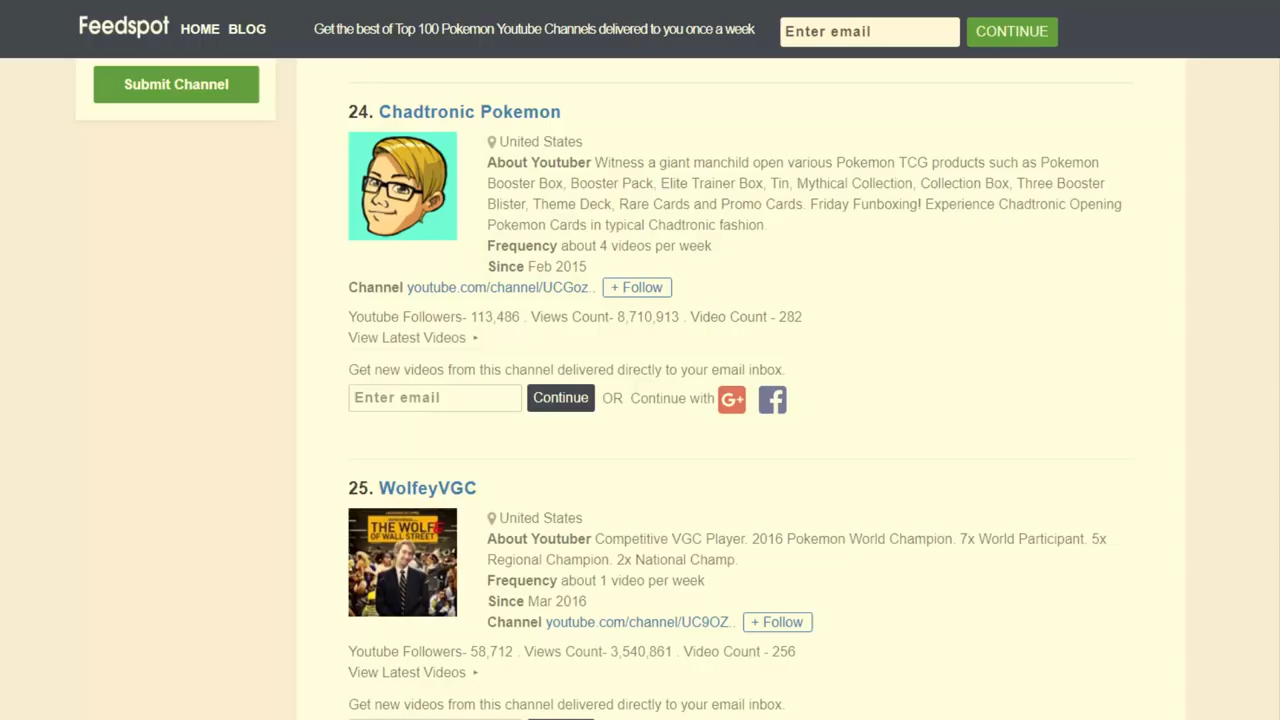 Feedspot HOME BLOG Get the best of Top 100 Pokemon Youtube Channels delivered to you once a week Enter email CONTINUE
Submit Channel
24. Chadtronic Pokemon
United States
About Youtuber Witness a giant manchild open various Pokemon TCG products such as Pokemon
Booster Box, Booster Pack, Elite Trainer Box, Tin, Mythical Collection, Collection Box, Three Booster
Blister, Theme Deck, Rare Cards and Promo Cards. Friday Funboxing! Experience Chadtronic Opening
Pokemon Cards in typical Chadtronic fashion.
Frequency about 4 videos per week
Since Feb 2015
Channel youtube.com/channel/UCGoz.. + Follow
Youtube Followers- 113,486 . Views Count- 8,710,913 . Video Count - 282
View Latest Videos ‣
Get new videos from this channel delivered directly to your email inbox.
Enter email Continue OR Continue with G+ f
25. WolfeyVGC
THE WOLFE
OF WALL STREET
United States
About Youtuber Competitive VGC Player. 2016 Pokemon World Champion. 7x World Participant. 5x
Regional Champion. 2x National Champ.
Frequency about 1 video per week
Since Mar 2016
Channel youtube.com/channel/UC9OZ.. + Follow
Youtube Followers- 58,712 . Views Count- 3,540,861 . Video Count - 256
View Latest Videos ‣
Get new videos from this channel delivered directly to your email inbox.